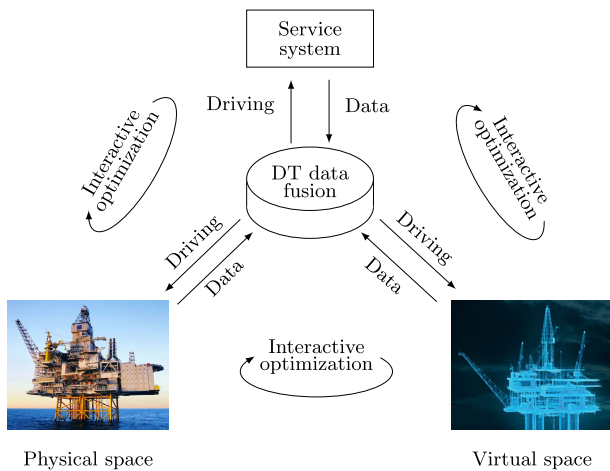 Service
system
Driving
Data
Interactive
optimization
Interactive
optimization
DT data
fusion
Driving
Data
Driving
Data
Interactive
optimization
Physical space
Virtual space